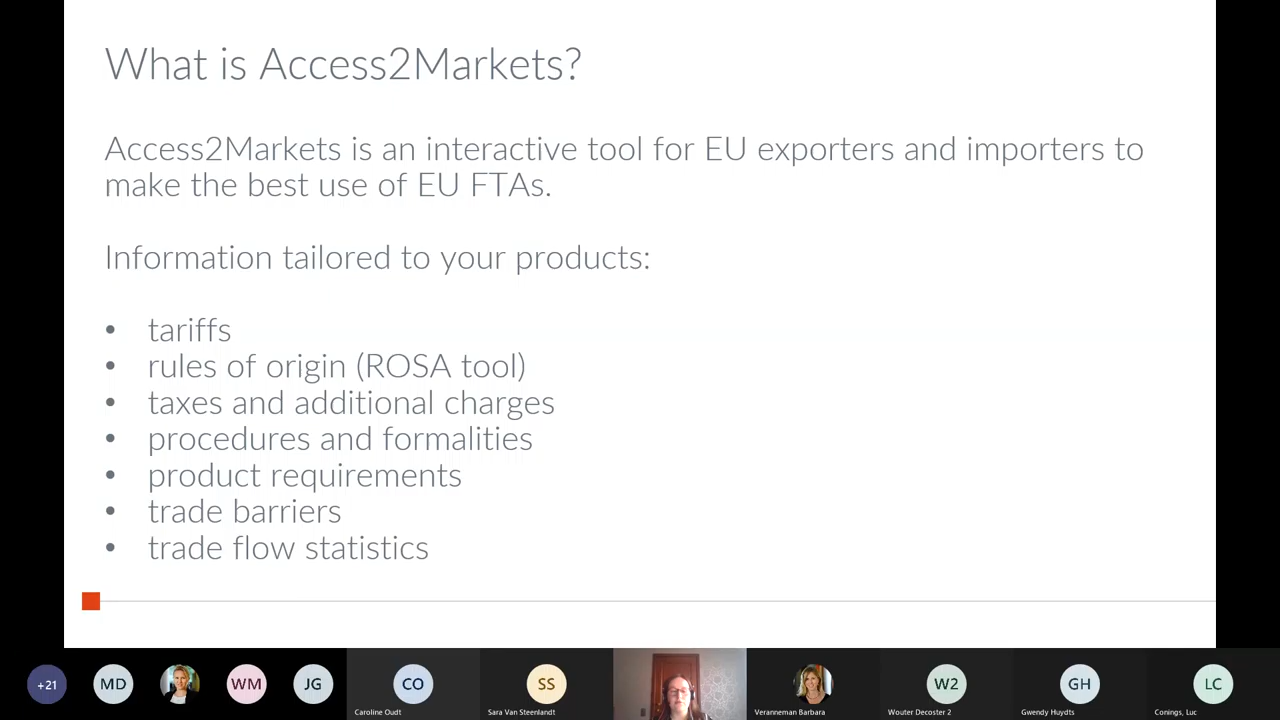 What is Access2Markets?
Access2Markets is an interactive tool for EU exporters and importers to
make the best use of EU FTAs.
Information tailored to your products:
• tariffs
• rules of origin (ROSA tool)
• taxes and additional charges
• procedures and formalities
• product requirements
• trade barriers
• trade flow statistics
+21
MD
WM
JG
CO
SS
W2
GH
LC
Caroline Oudt
Sara Van Steenlandt
Veranneman Barbara
Wouter Decoster 2
Gwendy Huydts
Conings, Luc